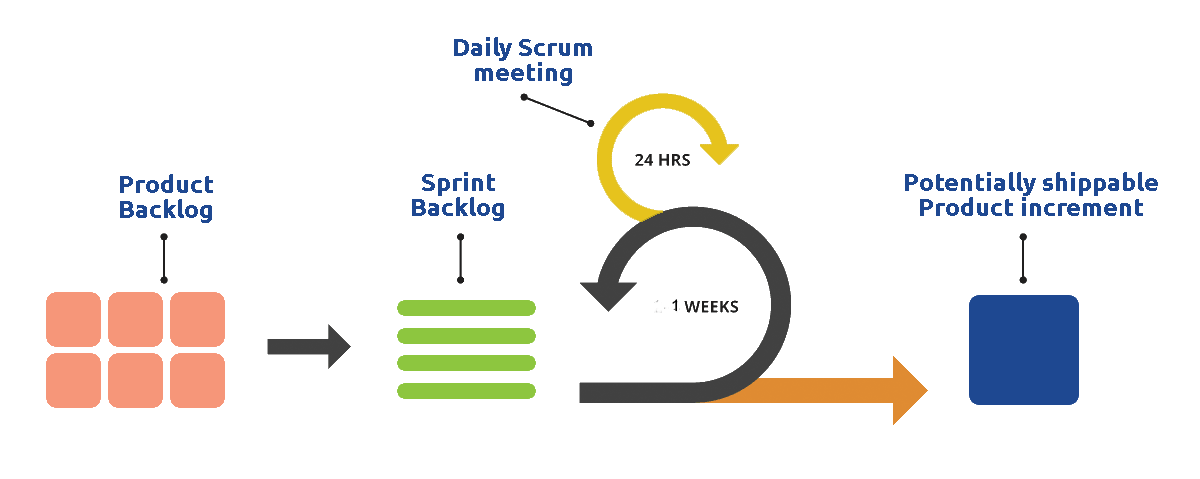 Daily Scrum
meeting
24 HRS
Product
Backlog
Sprint
Backlog
Potentially shippable
Product increment
1 WEEKS